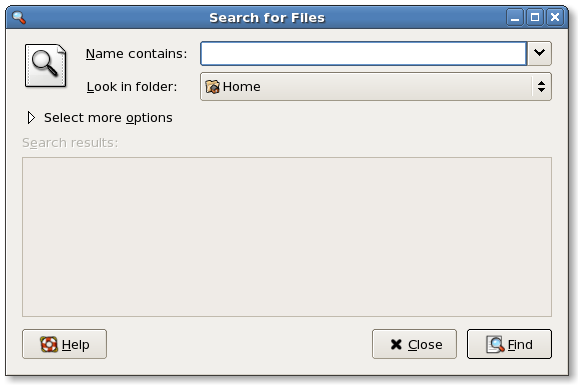 Search for Files
Name contains:
Look in folder: Home
Select more options
Search results:
Help Close Find